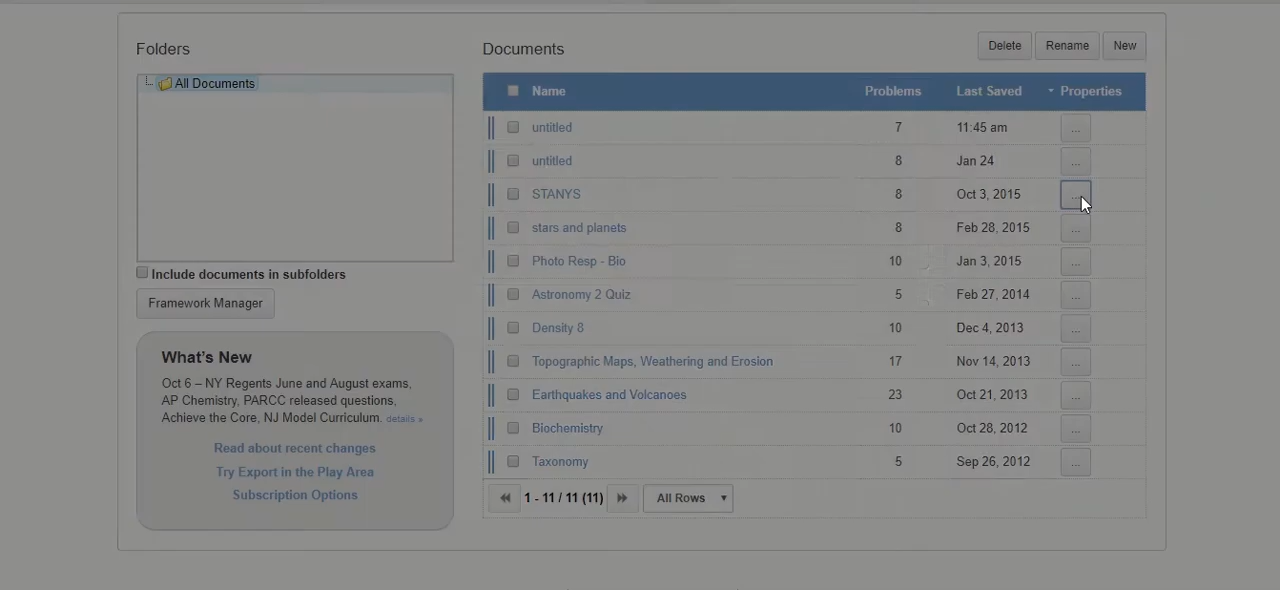 Folders
All Documents
Include documents in subfolders
Framework Manager
What's New
Oct 6 – NY Regents June and August exams,
AP Chemistry, PARCC released questions,
Achieve the Core, NJ Model Curriculum. details »
Read about recent changes
Try Export in the Play Area
Subscription Options
Documents
Delete Rename New
Name Problems Last Saved Properties
untitled 7 11:45 am ...
untitled 8 Jan 24 ...
STANYS 8 Oct 3, 2015 ...
stars and planets 8 Feb 28, 2015 ...
Photo Resp - Bio 10 Jan 3, 2015 ...
Astronomy 2 Quiz 5 Feb 27, 2014 ...
Density 8 10 Dec 4, 2013 ...
Topographic Maps, Weathering and Erosion 17 Nov 14, 2013 ...
Earthquakes and Volcanoes 23 Oct 21, 2013 ...
Biochemistry 10 Oct 28, 2012 ...
Taxonomy 5 Sep 26, 2012 ...
1 - 11 / 11 (11) All Rows